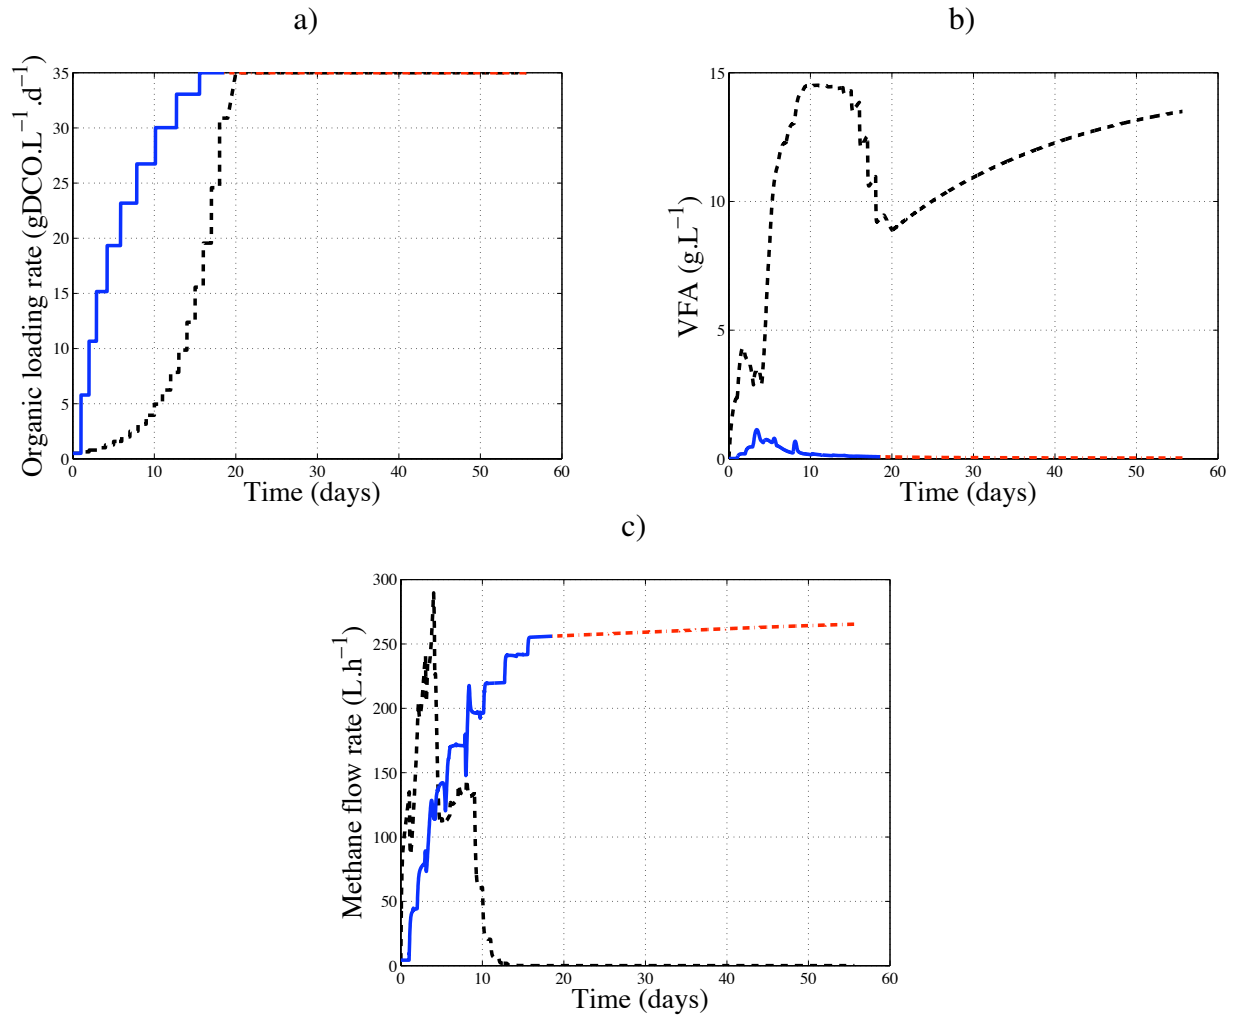 a)
Organic loading rate (gDCO.L⁻¹.d⁻¹)
35
30
25
20
15
10
5
0
0 10 20 30 40 50 60
Time (days)
b)
VFA (g.L⁻¹)
15
10
5
0
0 10 20 30 40 50 60
Time (days)
c)
Methane flow rate (L.h⁻¹)
300
250
200
150
100
50
0
0 10 20 30 40 50 60
Time (days)